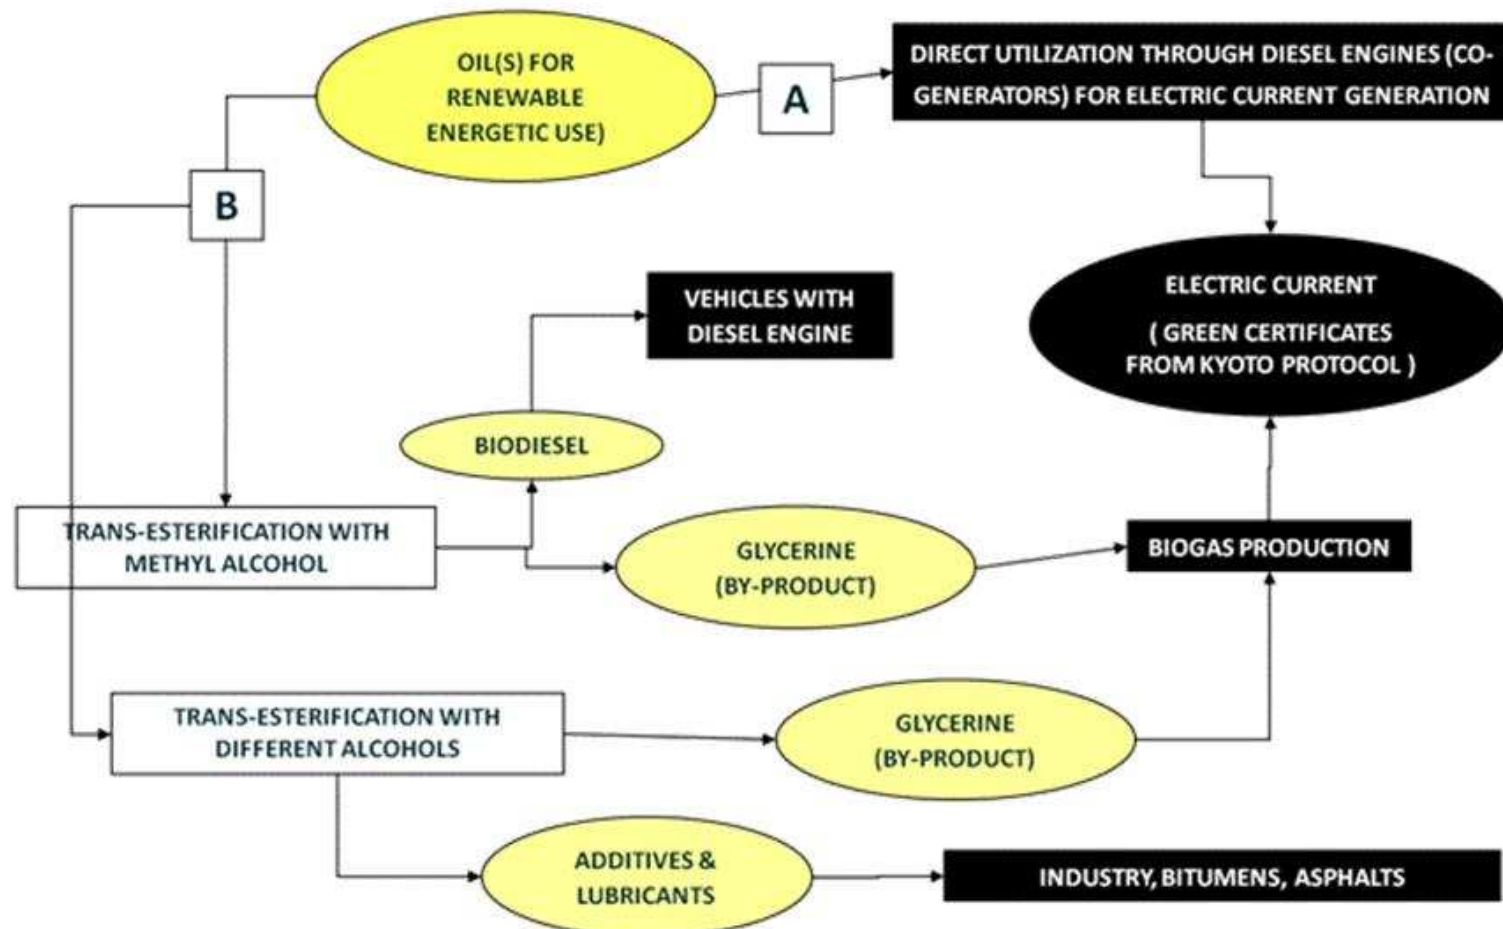 OIL(S) FOR
RENEWABLE
ENERGETIC USE)
A
DIRECT UTILIZATION THROUGH DIESEL ENGINES (CO-
GENERATORS) FOR ELECTRIC CURRENT GENERATION
B
ELECTRIC CURRENT
( GREEN CERTIFICATES
FROM KYOTO PROTOCOL )
VEHICLES WITH
DIESEL ENGINE
BIODIESEL
TRANS-ESTERIFICATION WITH
METHYL ALCOHOL
GLYCERINE
(BY-PRODUCT)
BIOGAS PRODUCTION
TRANS-ESTERIFICATION WITH
DIFFERENT ALCOHOLS
GLYCERINE
(BY-PRODUCT)
ADDITIVES &
LUBRICANTS
INDUSTRY, BITUMENS, ASPHALTS